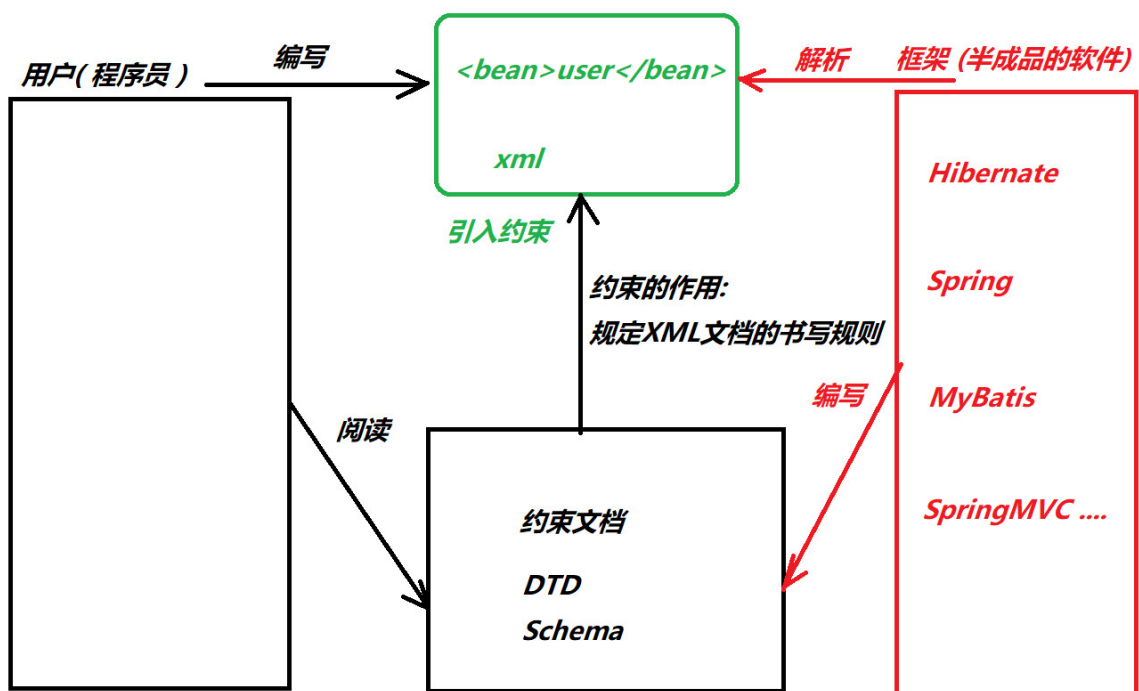 用户( 程序员 )
编写
<bean>user</bean>
xml
引入约束
解析
框架 (半成品的软件)
Hibernate
Spring
MyBatis
SpringMVC ....
约束的作用:
规定XML文档的书写规则
编写
阅读
约束文档
DTD
Schema